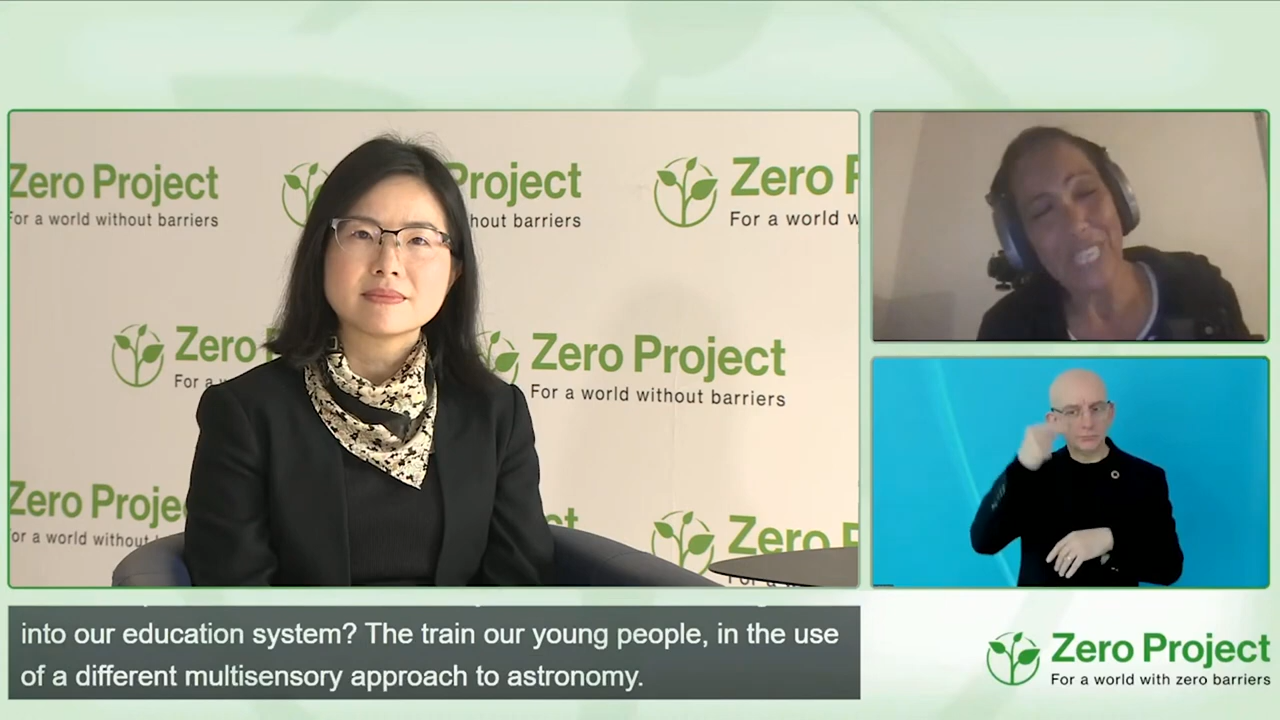 Zero Project
For a world without barriers
Project
hout barriers
Zero P
For a world w
Zero
For a w
Zero Project
For a world without barriers
Zero Proje
or a world without
Zero P
into our education system? The train our young people, in the use
of a different multisensory approach to astronomy.
Zero Project
For a world with zero barriers